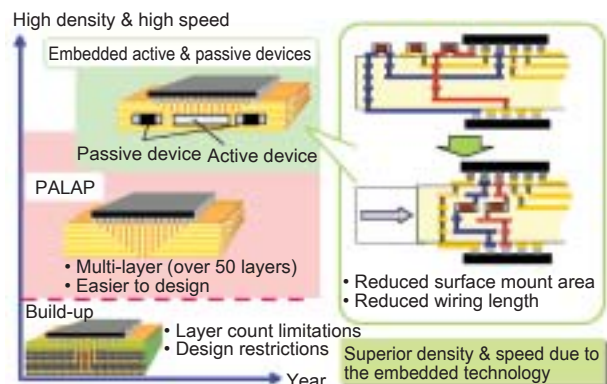 High density & high speed
Embedded active & passive devices
Passive device
Active device
PALAP
• Multi-layer (over 50 layers)
• Easier to design
Build-up
• Layer count limitations
• Design restrictions
Year
• Reduced surface mount area
• Reduced wiring length
Superior density & speed due to
the embedded technology